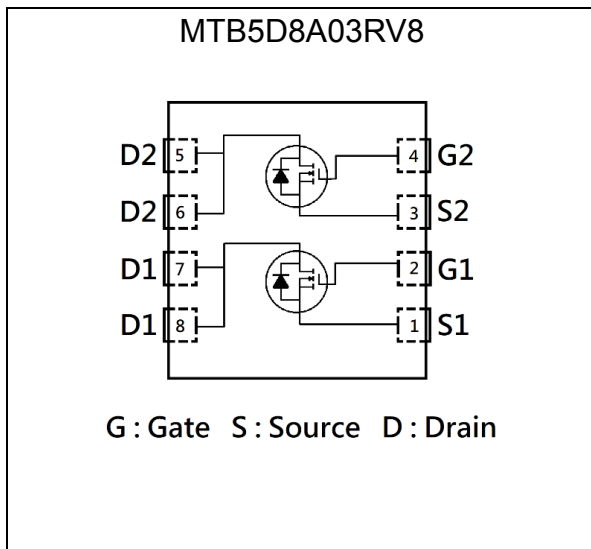 MTB5D8A03RV8
D2 5 4 G2
D2 6 3 S2
D1 7 2 G1
D1 8 1 S1
G : Gate S : Source D : Drain